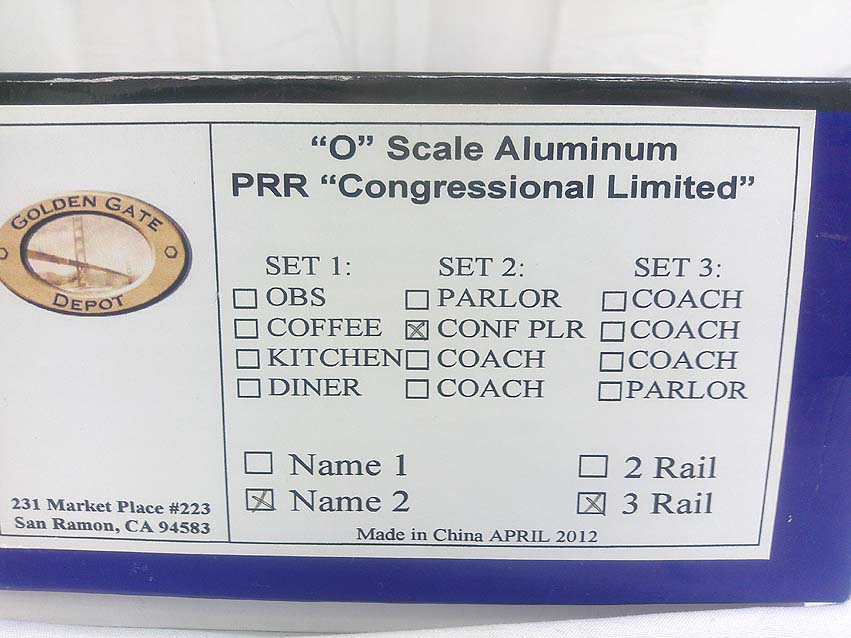 GOLDEN GATE
DEPOT
231 Market Place #223
San Ramon, CA 94583
“O” Scale Aluminum
PRR “Congressional Limited”
SET 1: SET 2: SET 3:
☐ OBS ☐ PARLOR ☐ COACH
☐ COFFEE ☒ CONF PLR ☐ COACH
☐ KITCHEN ☐ COACH ☐ COACH
☐ DINER ☐ COACH ☐ PARLOR
☐ Name 1 ☐ 2 Rail
☒ Name 2 ☒ 3 Rail
Made in China APRIL 2012